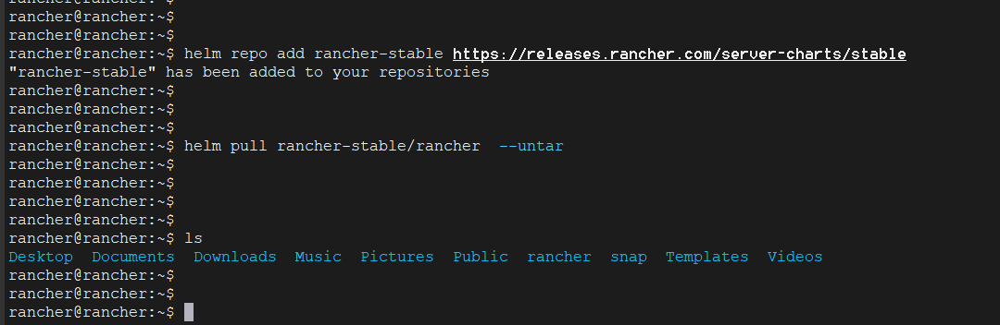 rancher@rancher:~$
rancher@rancher:~$
rancher@rancher:~$
rancher@rancher:~$ helm repo add rancher-stable https://releases.rancher.com/server-charts/stable
"rancher-stable" has been added to your repositories
rancher@rancher:~$
rancher@rancher:~$
rancher@rancher:~$
rancher@rancher:~$ helm pull rancher-stable/rancher  --untar
rancher@rancher:~$
rancher@rancher:~$
rancher@rancher:~$
rancher@rancher:~$
rancher@rancher:~$ ls
Desktop  Documents  Downloads  Music  Pictures  Public  rancher  snap  Templates  Videos
rancher@rancher:~$
rancher@rancher:~$
rancher@rancher:~$